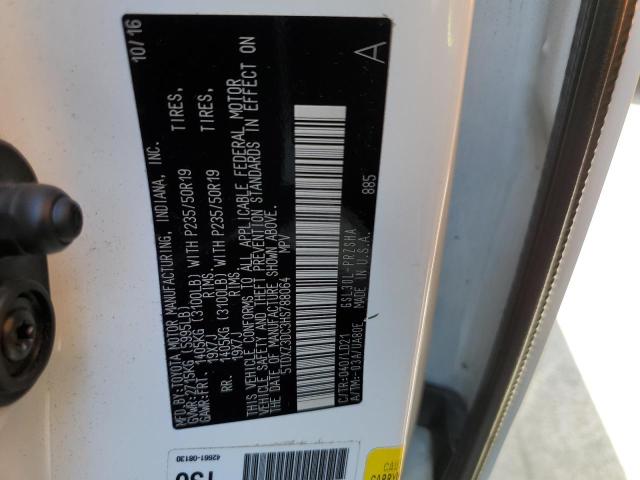 MFD.BY:TOYOTA MOTOR MANUFACTURING, INDIANA, INC. 10/16
GVWR:2715KG (5995LB)
GAWR:FRT. 1405KG (3100LB) WITH P235/50R19 TIRES,
19X7J RIMS,
RR. 1405KG (3100LB) WITH P235/50R19 TIRES,
19X7J RIMS.
THIS VEHICLE CONFORMS TO ALL APPLICABLE FEDERAL MOTOR
VEHICLE SAFETY AND THEFT PREVENTION STANDARDS IN EFFECT ON
THE DATE OF MANUFACTURE SHOWN ABOVE.
5TDXZ3DC3HS788064 MPV A
885
C/TR:040/LD21 GSL30L-PRZSHA
A/TM:-03A/UA80E MADE IN U.S.A.
42661-08130
CAU